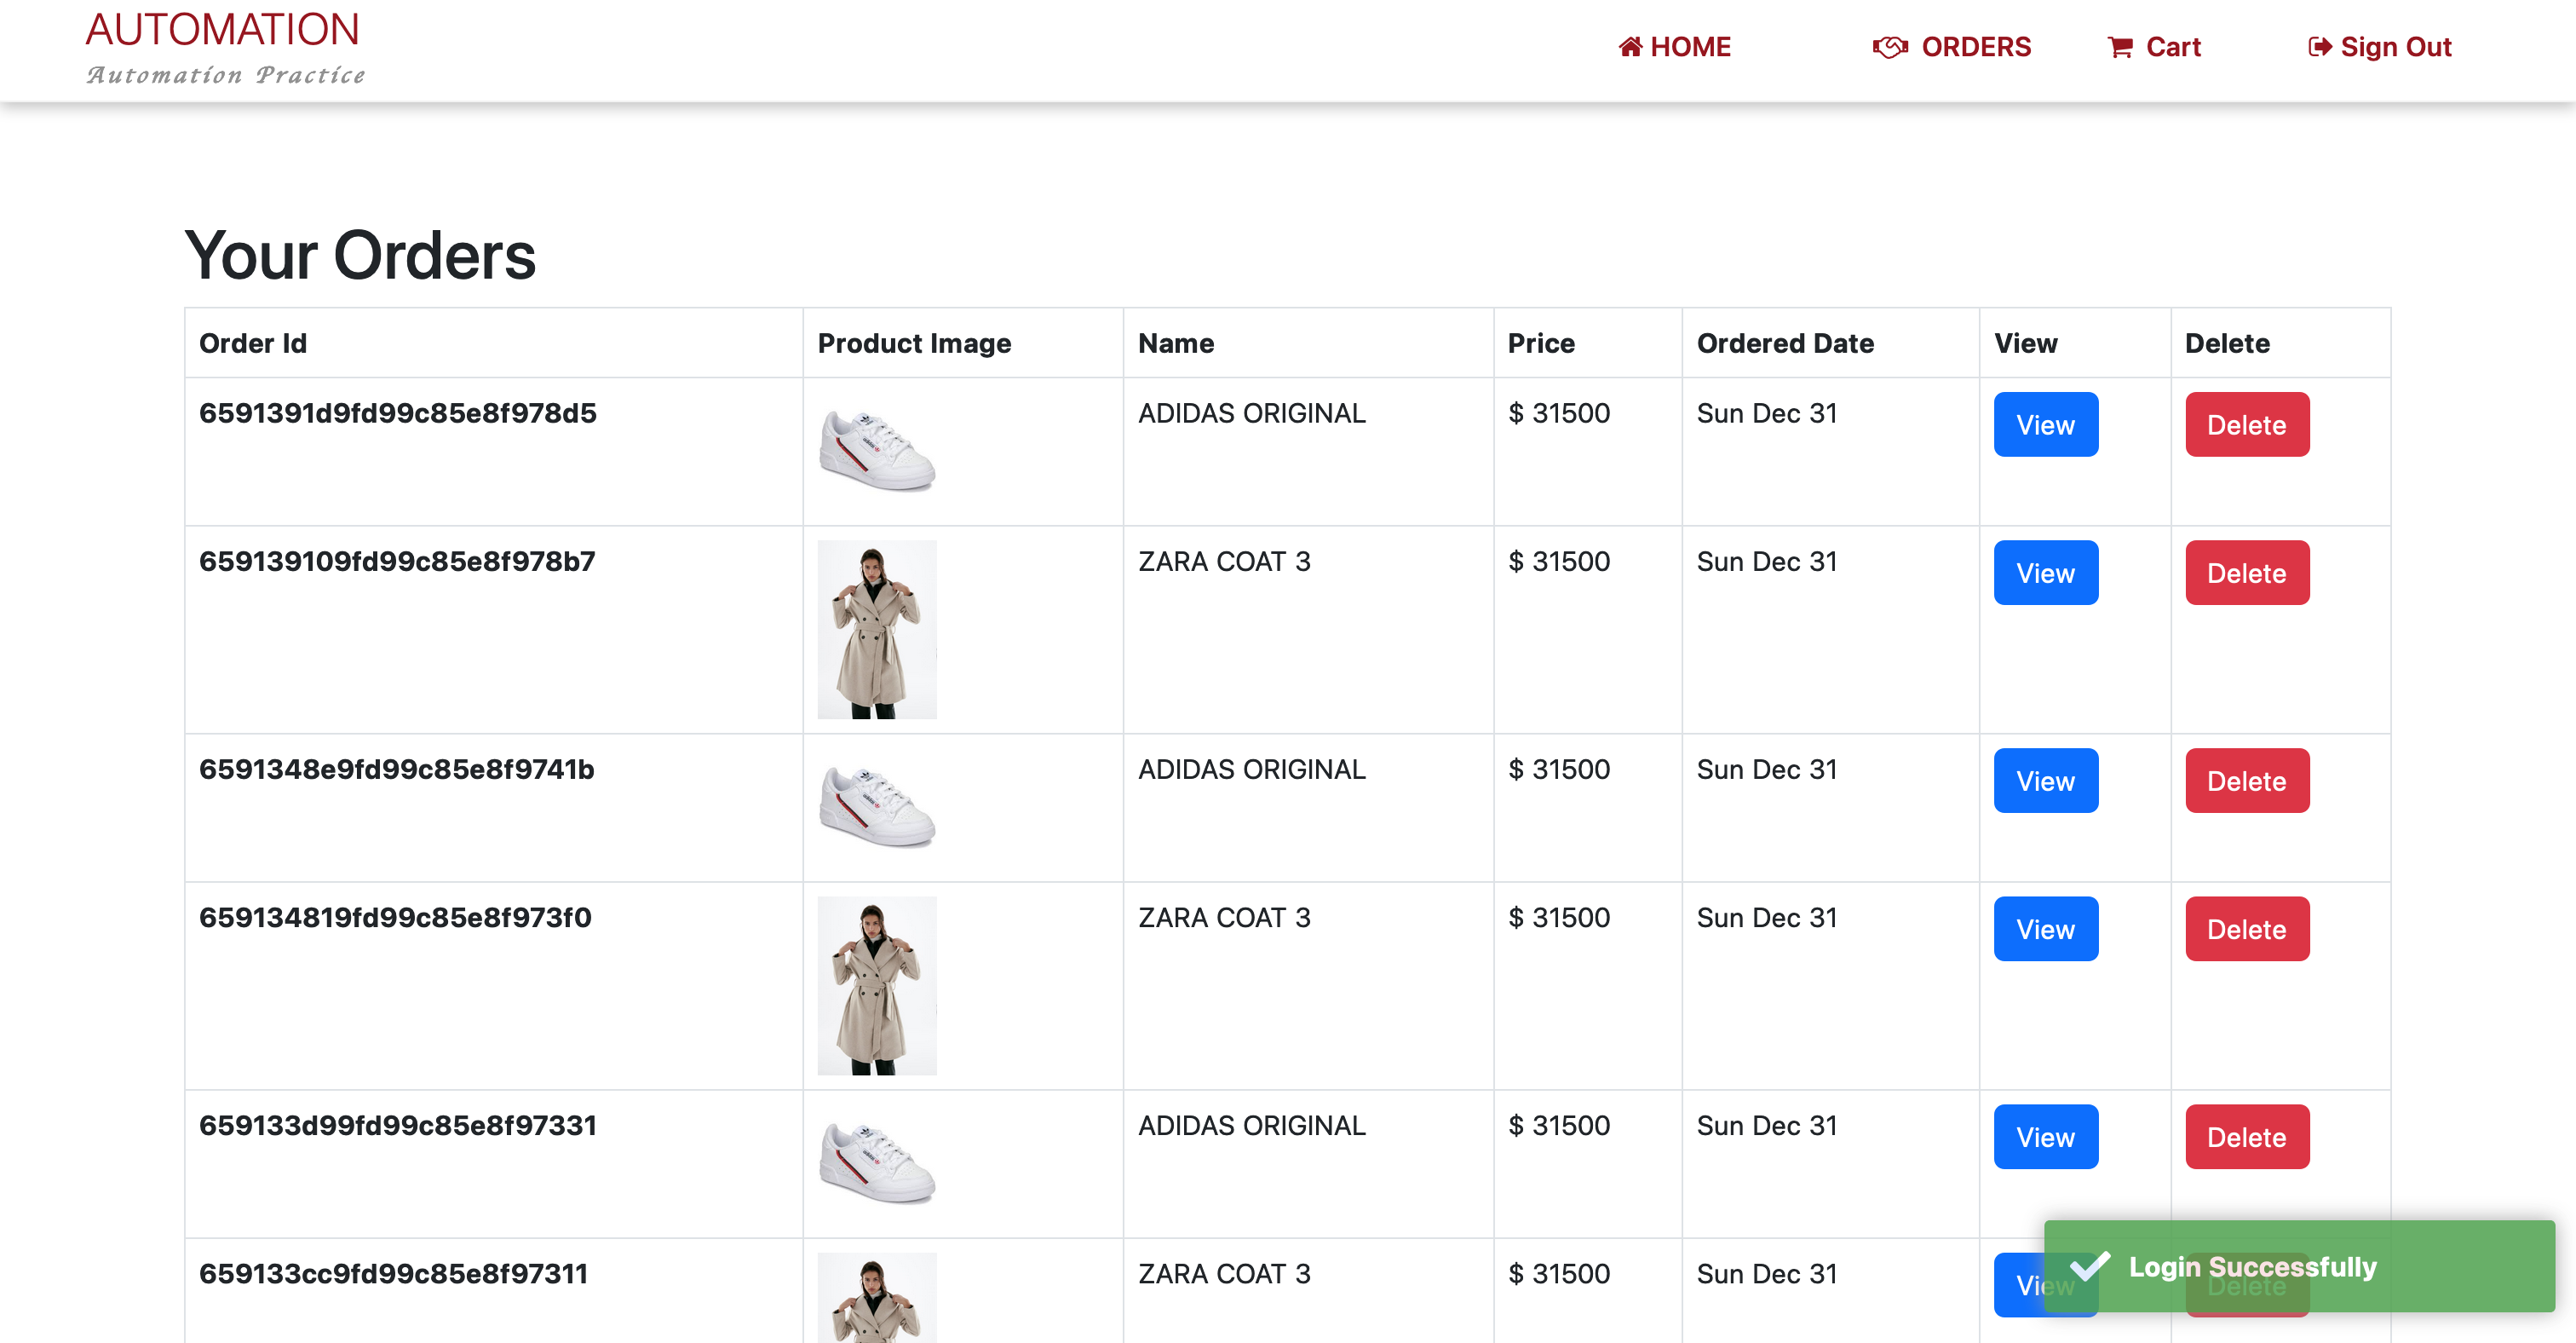 AUTOMATION
Automation Practice
HOME
ORDERS
Cart
Sign Out
Your Orders
Order Id Product Image Name Price Ordered Date View Delete
6591391d9fd99c85e8f978d5 ADIDAS ORIGINAL $ 31500 Sun Dec 31 View Delete
659139109fd99c85e8f978b7 ZARA COAT 3 $ 31500 Sun Dec 31 View Delete
6591348e9fd99c85e8f9741b ADIDAS ORIGINAL $ 31500 Sun Dec 31 View Delete
659134819fd99c85e8f973f0 ZARA COAT 3 $ 31500 Sun Dec 31 View Delete
659133d99fd99c85e8f97331 ADIDAS ORIGINAL $ 31500 Sun Dec 31 View Delete
659133cc9fd99c85e8f97311 ZARA COAT 3 $ 31500 Sun Dec 31 View Delete
Login Successfully